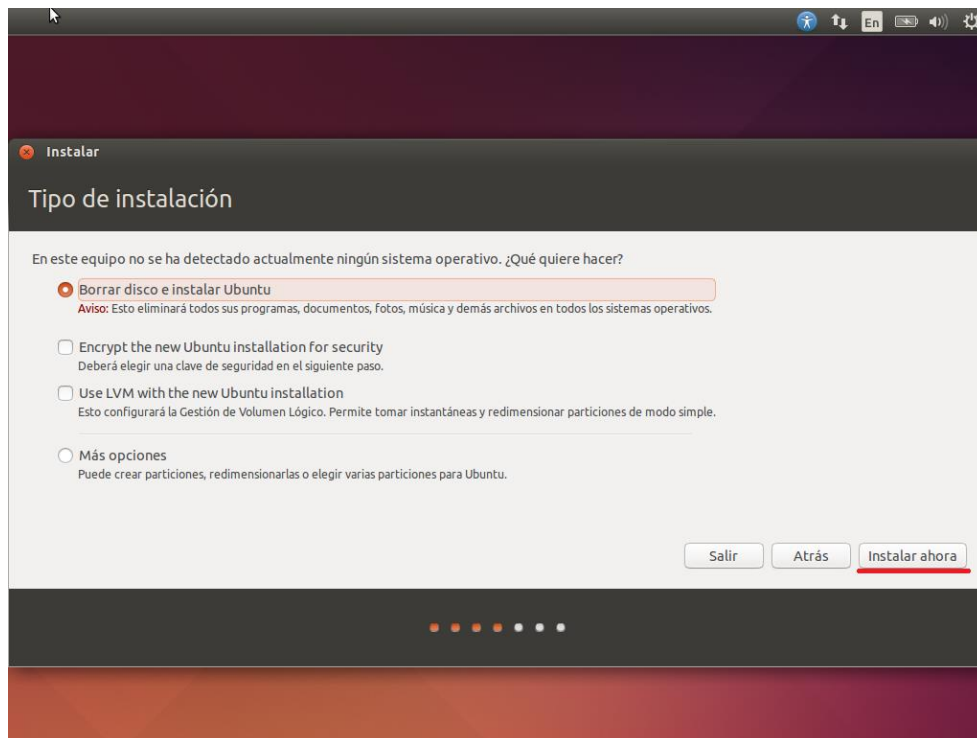 En
Instalar
Tipo de instalación
En este equipo no se ha detectado actualmente ningún sistema operativo. ¿Qué quiere hacer?
Borrar disco e instalar Ubuntu
Aviso: Esto eliminará todos sus programas, documentos, fotos, música y demás archivos en todos los sistemas operativos.
Encrypt the new Ubuntu installation for security
Deberá elegir una clave de seguridad en el siguiente paso.
Use LVM with the new Ubuntu installation
Esto configurará la Gestión de Volumen Lógico. Permite tomar instantáneas y redimensionar particiones de modo simple.
Más opciones
Puede crear particiones, redimensionarlas o elegir varias particiones para Ubuntu.
Salir Atrás Instalar ahora